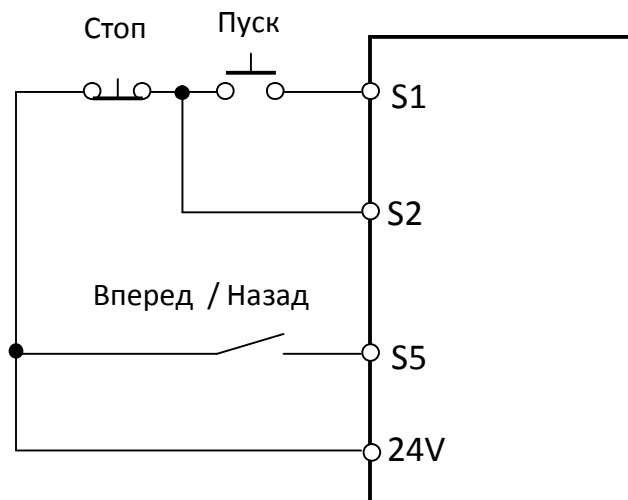 Стоп
Пуск
S1
S2
Вперед / Назад
S5
24V